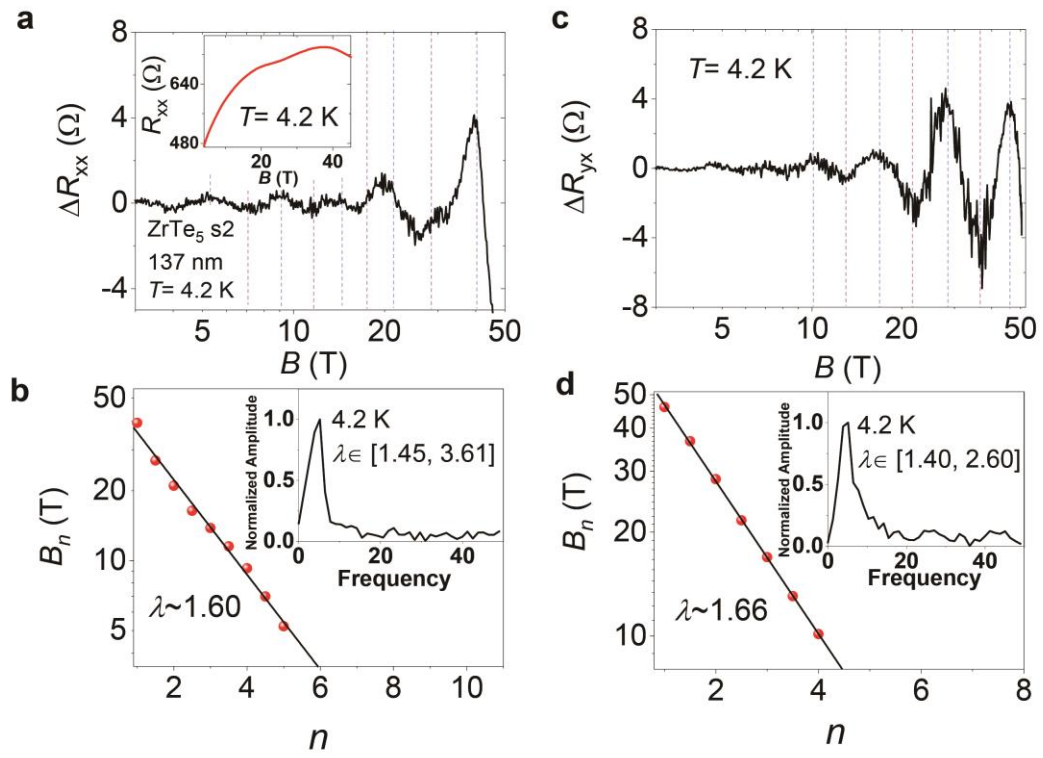 a
ΔRxx (Ω)
8
4
0
-4
Rxx (Ω)
640
480
T= 4.2 K
20
40
B (T)
ZrTe5 s2
137 nm
T= 4.2 K
5
10
20
50
B (T)
c
ΔRyx (Ω)
8
4
0
-4
-8
T= 4.2 K
5
10
20
50
B (T)
b
Bn (T)
50
20
10
5
λ~1.60
2
4
6
8
10
n
Normalized Amplitude
1.0
0.5
0.0
4.2 K
λ∈ [1.45, 3.61]
0
20
40
Frequency
d
Bn (T)
50
40
30
20
10
λ~1.66
2
4
6
8
n
Normalized Amplitude
1.0
0.5
0.0
4.2 K
λ∈ [1.40, 2.60]
0
20
40
Frequency